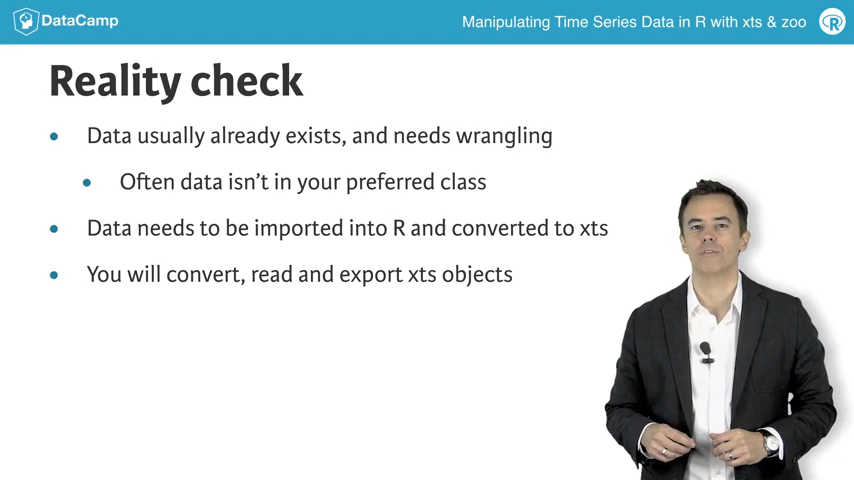 DataCamp
Manipulating Time Series Data in R with xts & zoo
R
Reality check
• Data usually already exists, and needs wrangling
• Often data isn't in your preferred class
• Data needs to be imported into R and converted to xts
• You will convert, read and export xts objects